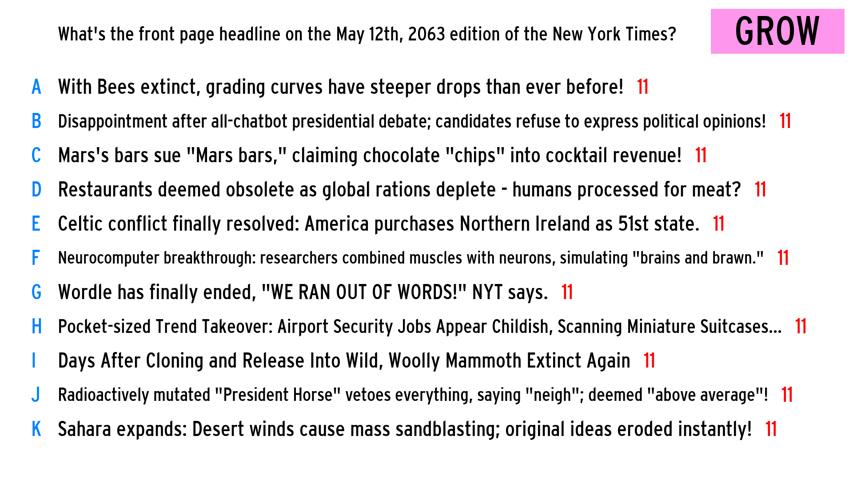 What's the front page headline on the May 12th, 2063 edition of the New York Times?
GROW
A With Bees extinct, grading curves have steeper drops than ever before! 11
B Disappointment after all-chatbot presidential debate; candidates refuse to express political opinions! 11
C Mars's bars sue "Mars bars," claiming chocolate "chips" into cocktail revenue! 11
D Restaurants deemed obsolete as global rations deplete - humans processed for meat? 11
E Celtic conflict finally resolved: America purchases Northern Ireland as 51st state. 11
F Neurocomputer breakthrough: researchers combined muscles with neurons, simulating "brains and brawn." 11
G Wordle has finally ended, "WE RAN OUT OF WORDS!" NYT says. 11
H Pocket-sized Trend Takeover: Airport Security Jobs Appear Childish, Scanning Miniature Suitcases... 11
I Days After Cloning and Release Into Wild, Woolly Mammoth Extinct Again 11
J Radioactively mutated "President Horse" vetoes everything, saying "neigh"; deemed "above average"! 11
K Sahara expands: Desert winds cause mass sandblasting; original ideas eroded instantly! 11